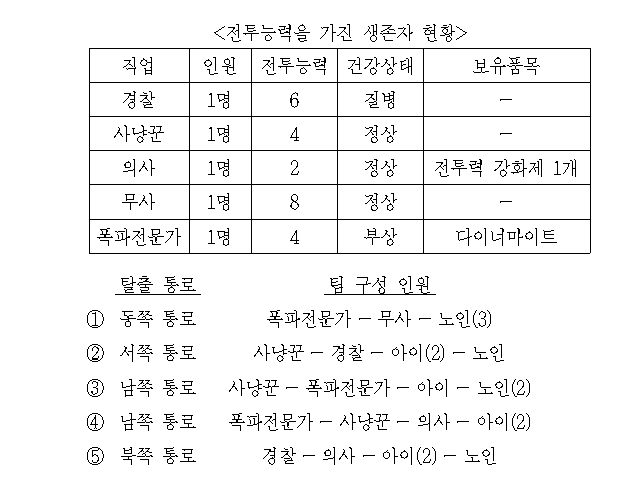 <전투능력을 가진 생존자 현황>
직업 인원 전투능력 건강상태 보유품목
경찰 1명 6 질병 -
사냥꾼 1명 4 정상 -
의사 1명 2 정상 전투력 강화제 1개
무사 1명 8 정상 -
폭파전문가 1명 4 부상 다이너마이트
탈출 통로 팀 구성 인원
① 동쪽 통로 폭파전문가 - 무사 - 노인(3)
② 서쪽 통로 사냥꾼 - 경찰 - 아이(2) - 노인
③ 남쪽 통로 사냥꾼 - 폭파전문가 - 아이 - 노인(2)
④ 남쪽 통로 폭파전문가 - 사냥꾼 - 의사 - 아이(2)
⑤ 북쪽 통로 경찰 - 의사 - 아이(2) - 노인